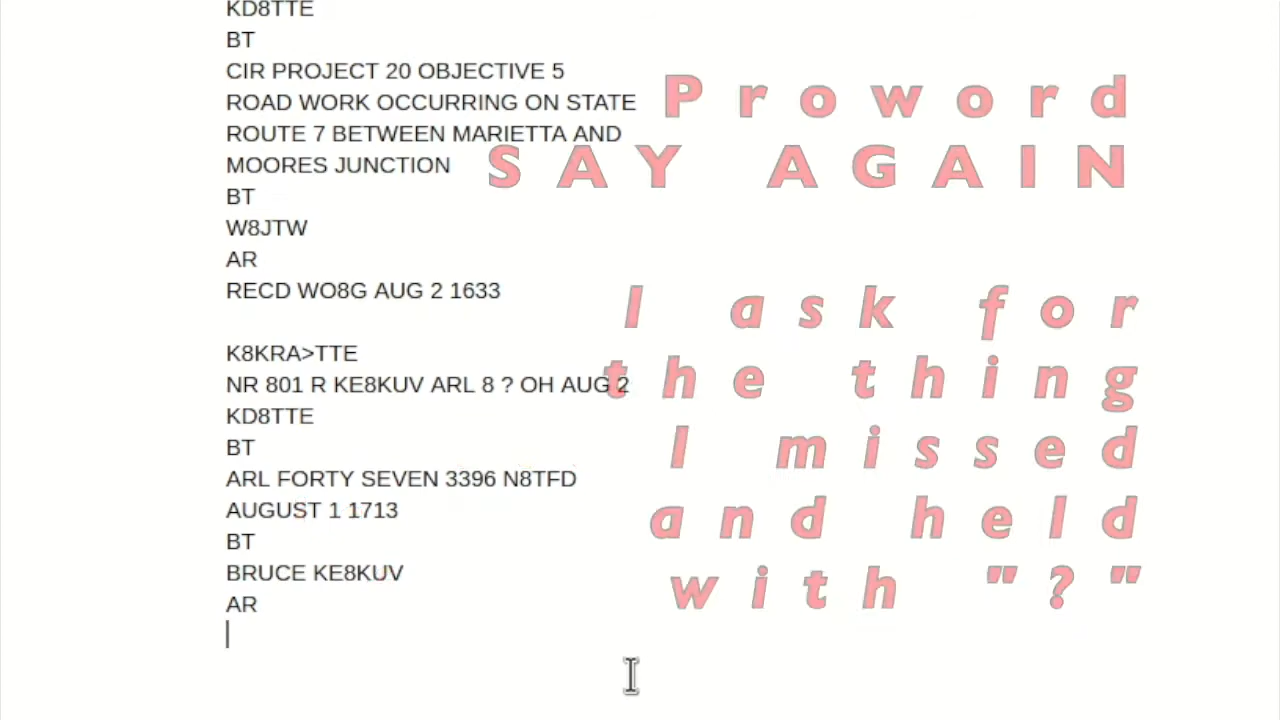 KD8TTE
BT
CIR PROJECT 20 OBJECTIVE 5
ROAD WORK OCCURRING ON STATE
ROUTE 7 BETWEEN MARIETTA AND
MOORES JUNCTION
BT
W8JTW
AR
RECD WO8G AUG 2 1633
K8KRA>TTE
NR 801 R KE8KUV ARL 8 ? OH AUG 2
KD8TTE
BT
ARL FORTY SEVEN 3396 N8TFD
AUGUST 1 1713
BT
BRUCE KE8KUV
AR
Proword
SAY AGAIN
I ask for
the thing
I missed
and held
with "?"